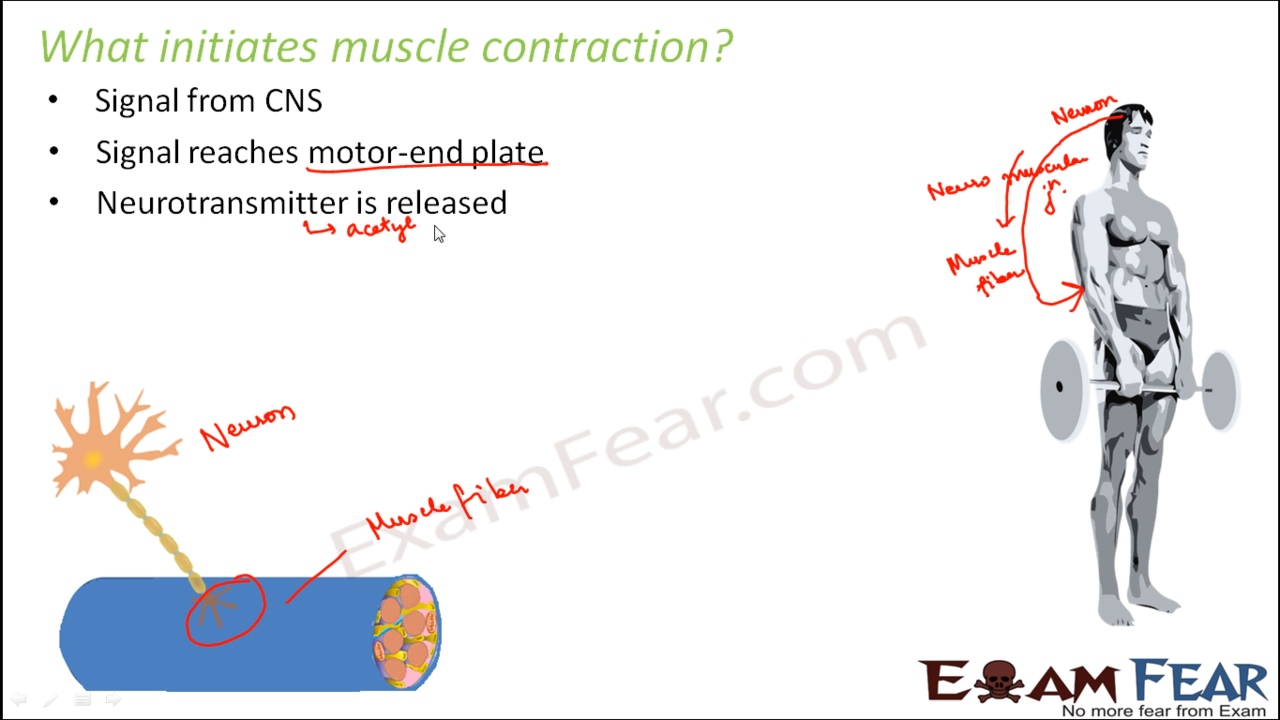 What initiates muscle contraction?
• Signal from CNS
• Signal reaches motor-end plate
• Neurotransmitter is released
↳ acetyl
Neuron
Neuro muscular
jn.
Muscle
fiber
Neuron
Muscle fiber
ExamFear.com
EXAM FEAR
No more fear from Exam